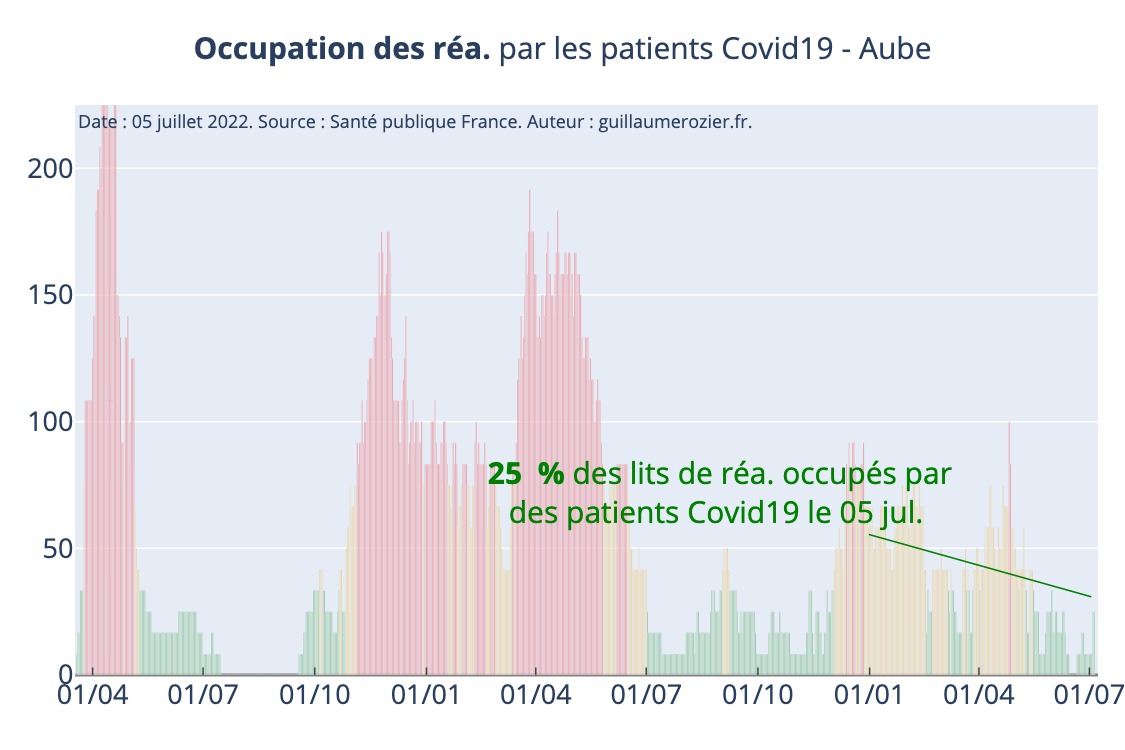 Occupation des réa. par les patients Covid19 - Aube
Date : 05 juillet 2022. Source : Santé publique France. Auteur : guillaumerozier.fr.
200
150
100
50
0
25 % des lits de réa. occupés par
des patients Covid19 le 05 jul.
01/04 01/07 01/10 01/01 01/04 01/07 01/10 01/01 01/04 01/07